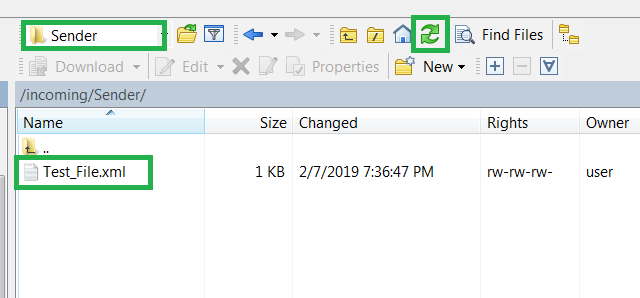 Sender Find Files
Download Edit Properties New
/incoming/Sender/
Name Size Changed Rights Owner
..
Test_File.xml 1 KB 2/7/2019 7:36:47 PM rw-rw-rw- user